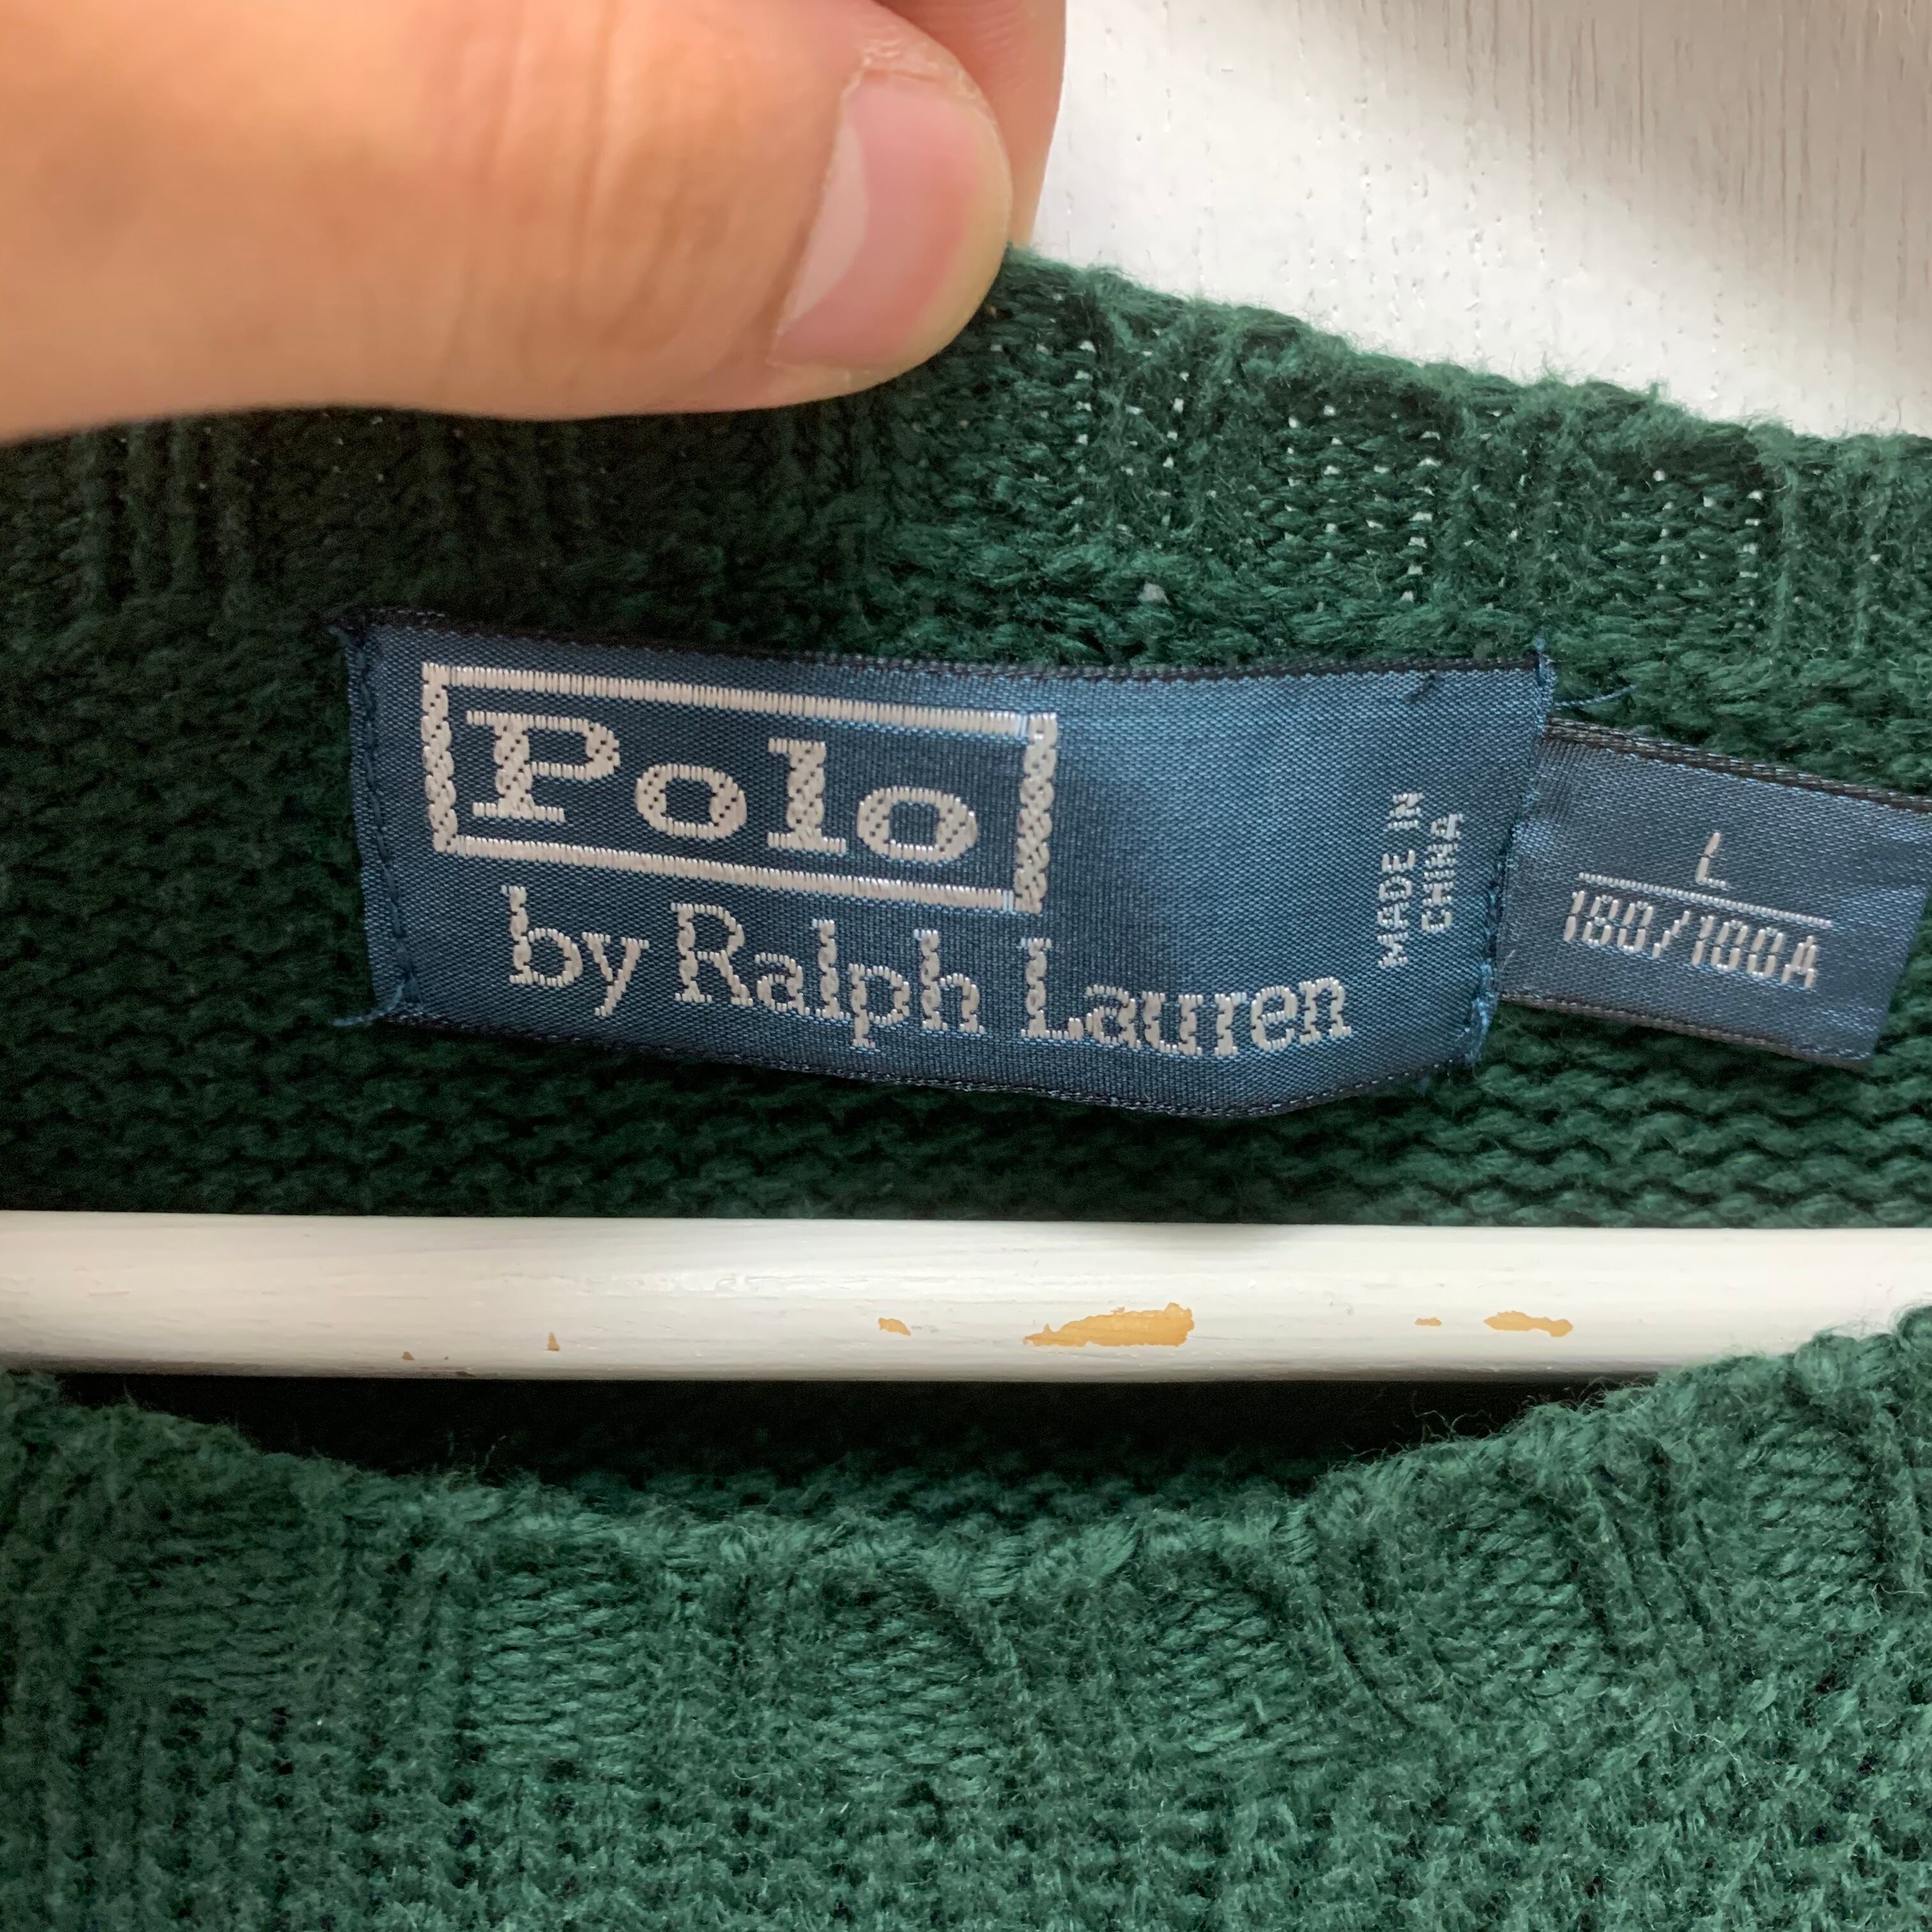 Polo
by Ralph Lauren
MADE IN
CHINA
L
180/100A